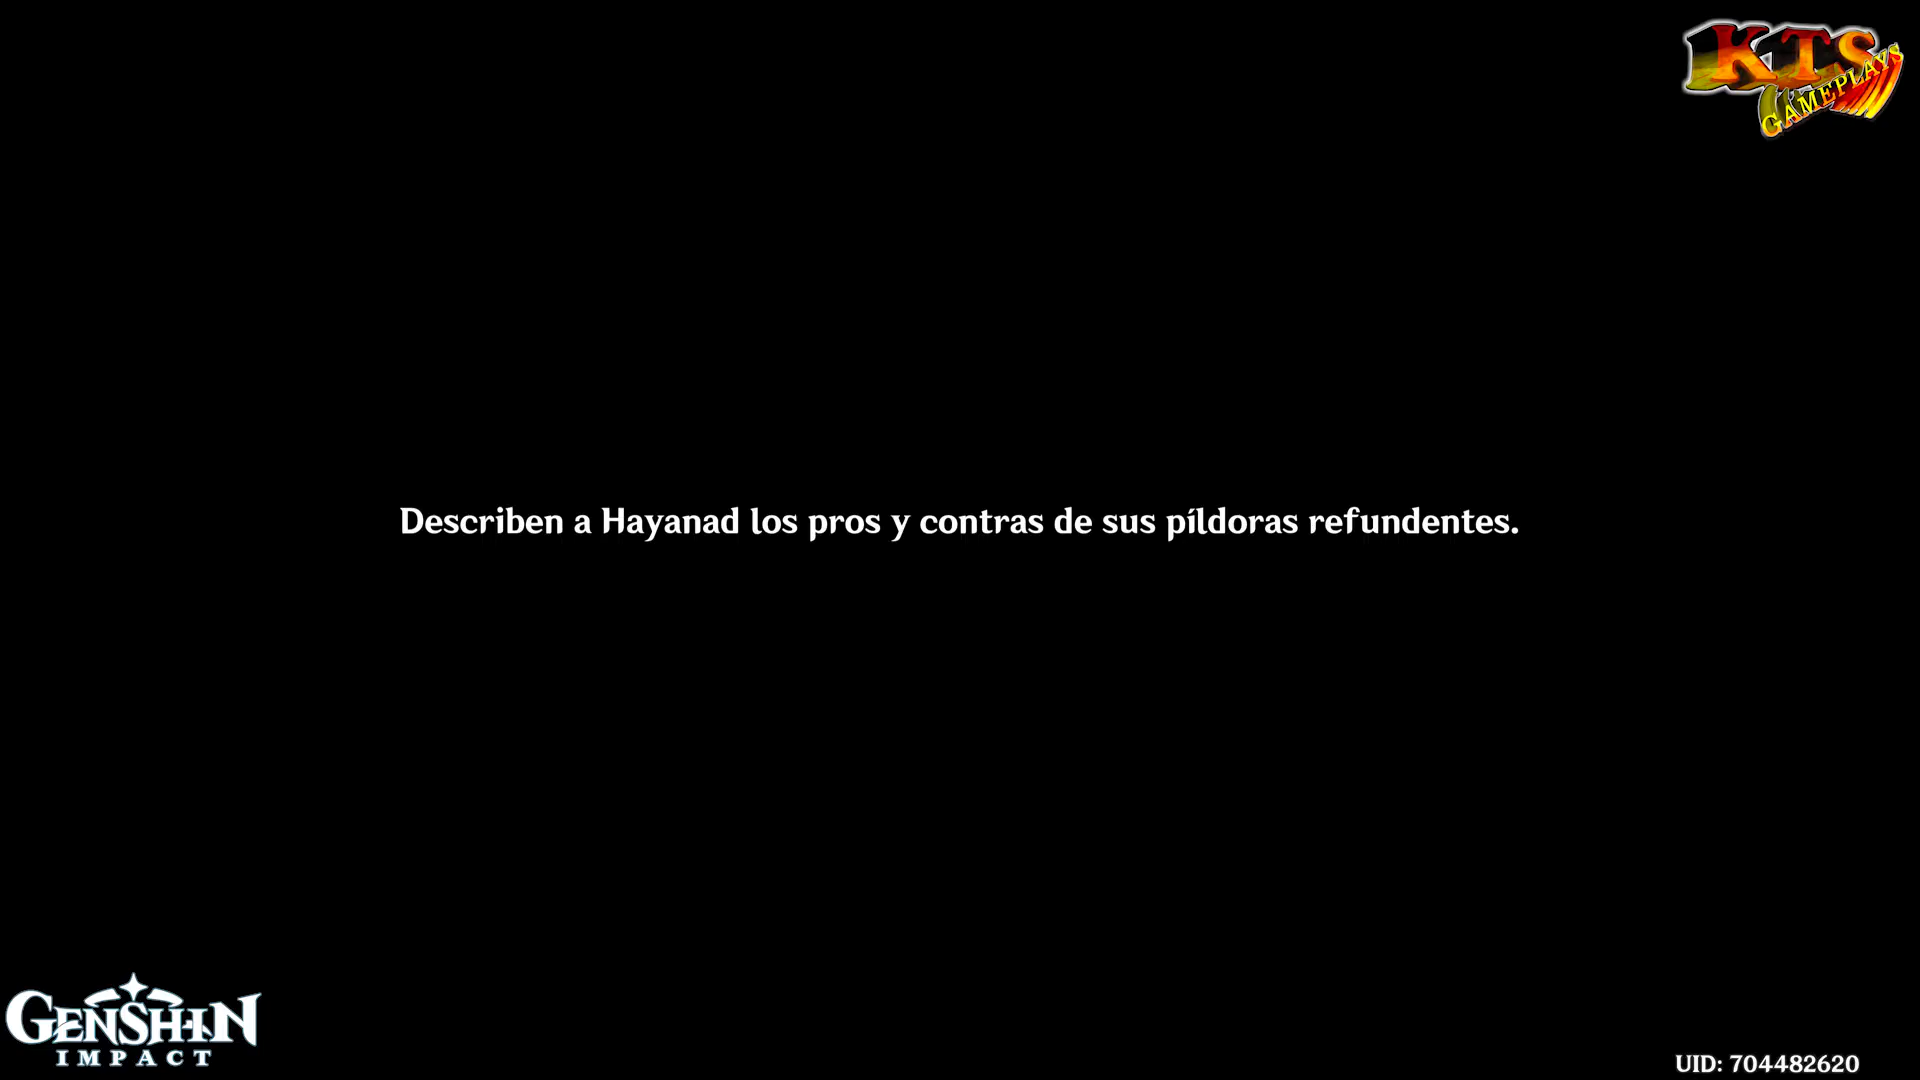 KTS
GAMEPLAYS
Describen a Hayanad los pros y contras de sus píldoras refundentes.
GENSHIN
IMPACT
UID: 704482620